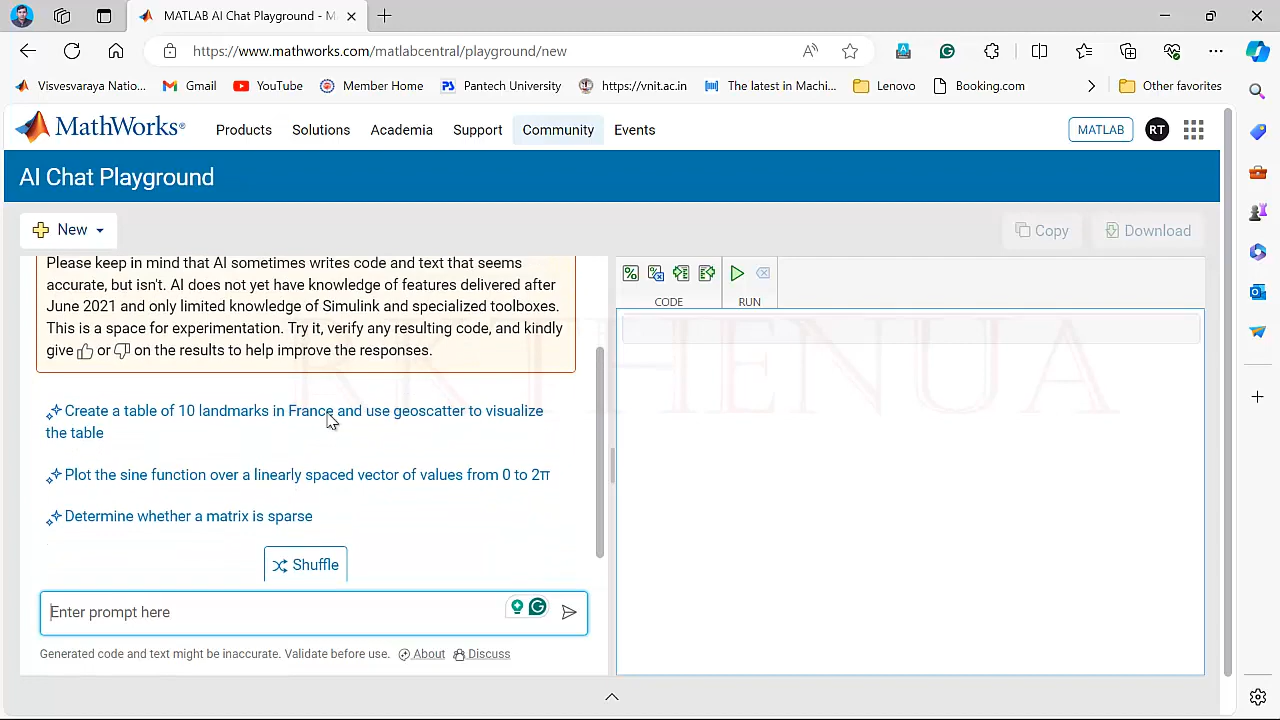 MATLAB AI Chat Playground - M
https://www.mathworks.com/matlabcentral/playground/new
Visvesvaraya Natio... Gmail YouTube Member Home Pantech University https://vnit.ac.in The latest in Machi... Lenovo Booking.com Other favorites
MathWorks® Products Solutions Academia Support Community Events MATLAB RT
AI Chat Playground
New Copy Download
Please keep in mind that AI sometimes writes code and text that seems
accurate, but isn't. AI does not yet have knowledge of features delivered after
June 2021 and only limited knowledge of Simulink and specialized toolboxes.
This is a space for experimentation. Try it, verify any resulting code, and kindly
give or on the results to help improve the responses.
CODE RUN
RK THENUA
Create a table of 10 landmarks in France and use geoscatter to visualize
the table
Plot the sine function over a linearly spaced vector of values from 0 to 2π
Determine whether a matrix is sparse
Shuffle
Enter prompt here
Generated code and text might be inaccurate. Validate before use. About Discuss